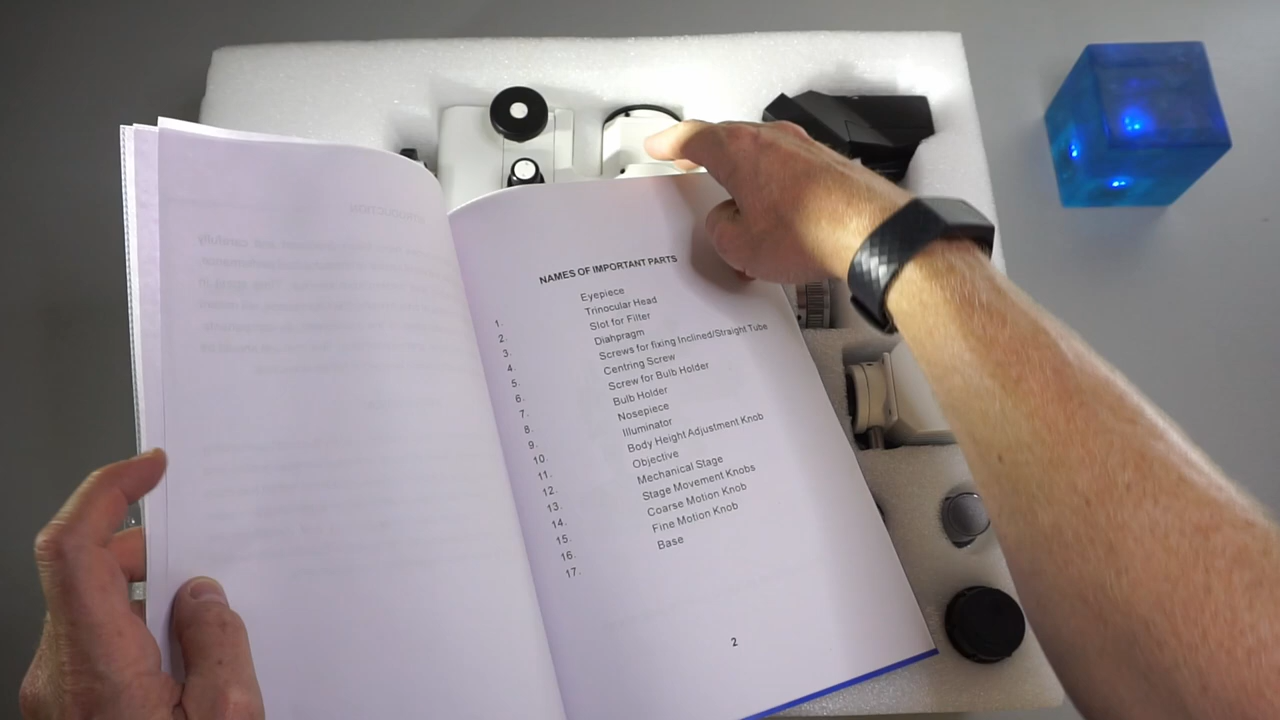 NAMES OF IMPORTANT PARTS
1. Eyepiece
2. Trinocular Head
3. Slot for Filter
4. Diahpragm
5. Screws for fixing Inclined/Straight Tube
6. Centring Screw
7. Screw for Bulb Holder
8. Bulb Holder
9. Nosepiece
10. Illuminator
11. Body Height Adjustment Knob
12. Objective
13. Mechanical Stage
14. Stage Movement Knobs
15. Coarse Motion Knob
16. Fine Motion Knob
17. Base
2